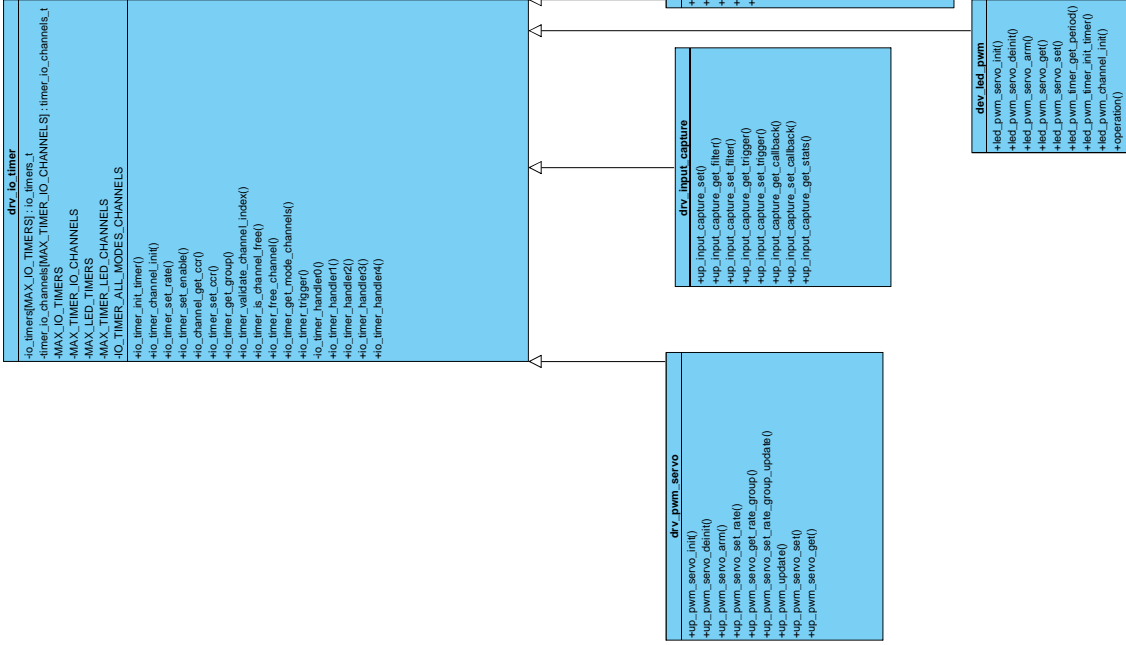 drv_io_timer
-io_timers[MAX_IO_TIMERS] : io_timers_t
-timer_io_channels[MAX_TIMER_IO_CHANNELS] : timer_io_channels_t
-MAX_IO_TIMERS
-MAX_TIMER_IO_CHANNELS
-MAX_LED_TIMERS
-MAX_TIMER_LED_CHANNELS
-IO_TIMER_ALL_MODES_CHANNELS
+io_timer_init_timer()
+io_timer_channel_init()
+io_timer_set_rate()
+io_timer_set_enable()
+io_channel_get_ccr()
+io_timer_set_ccr()
+io_timer_get_group()
+io_timer_validate_channel_index()
+io_timer_is_channel_free()
+io_timer_free_channel()
+io_timer_get_mode_channels()
+io_timer_trigger()
-io_timer_handler0()
+io_timer_handler1()
+io_timer_handler2()
+io_timer_handler3()
+io_timer_handler4()
drv_pwm_servo
+up_pwm_servo_init()
+up_pwm_servo_deinit()
+up_pwm_servo_arm()
+up_pwm_servo_set_rate()
+up_pwm_servo_get_rate_group()
+up_pwm_servo_set_rate_group_update()
+up_pwm_update()
+up_pwm_servo_set()
+up_pwm_servo_get()
drv_input_capture
+up_input_capture_set()
+up_input_capture_get_filter()
+up_input_capture_set_filter()
+up_input_capture_get_trigger()
+up_input_capture_set_trigger()
+up_input_capture_get_callback()
+up_input_capture_set_callback()
+up_input_capture_get_stats()
dev_led_pwm
+led_pwm_servo_init()
+led_pwm_servo_deinit()
+led_pwm_servo_arm()
+led_pwm_servo_get()
+led_pwm_servo_set()
+led_pwm_timer_get_period()
+led_pwm_timer_init_timer()
+led_pwm_channel_init()
+operation()